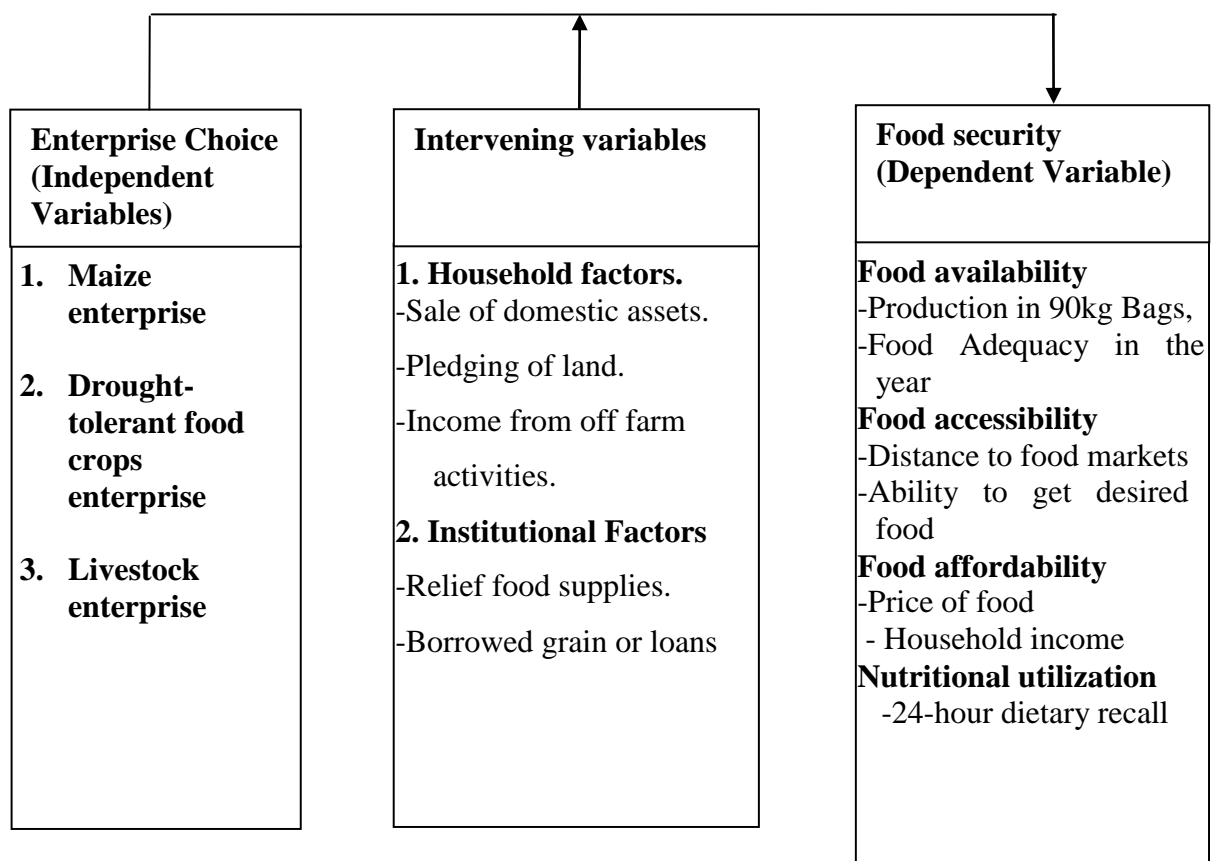 Enterprise Choice
(Independent
Variables)
1. Maize
enterprise
2. Drought-
tolerant food
crops
enterprise
3. Livestock
enterprise
Intervening variables
1. Household factors.
-Sale of domestic assets.
-Pledging of land.
-Income from off farm
activities.
2. Institutional Factors
-Relief food supplies.
-Borrowed grain or loans
Food security
(Dependent Variable)
Food availability
-Production in 90kg Bags,
-Food Adequacy in the
year
Food accessibility
-Distance to food markets
-Ability to get desired
food
Food affordability
-Price of food
- Household income
Nutritional utilization
-24-hour dietary recall